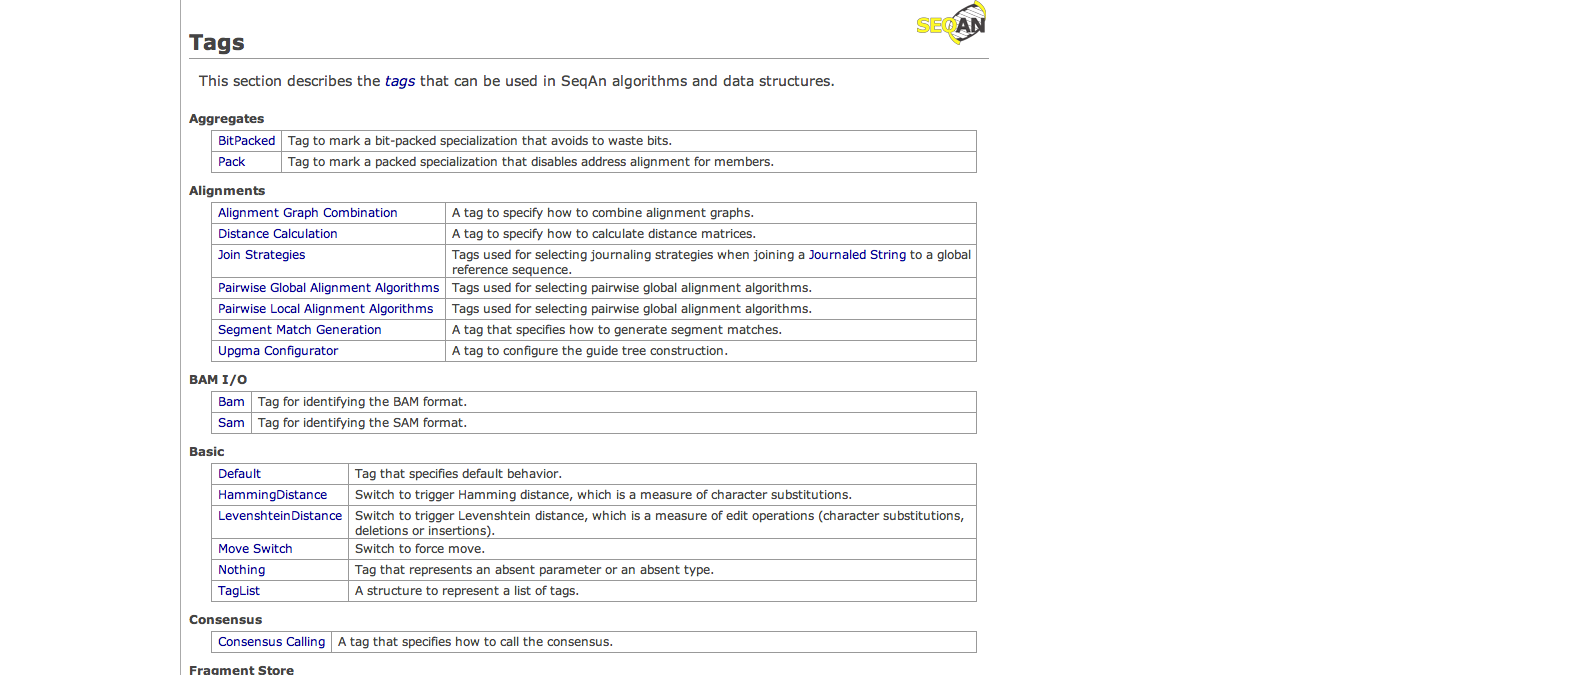 SEQAN
Tags
This section describes the tags that can be used in SeqAn algorithms and data structures.
Aggregates
BitPacked Tag to mark a bit-packed specialization that avoids to waste bits.
Pack Tag to mark a packed specialization that disables address alignment for members.
Alignments
Alignment Graph Combination A tag to specify how to combine alignment graphs.
Distance Calculation A tag to specify how to calculate distance matrices.
Join Strategies Tags used for selecting journaling strategies when joining a Journaled String to a global
reference sequence.
Pairwise Global Alignment Algorithms Tags used for selecting pairwise global alignment algorithms.
Pairwise Local Alignment Algorithms Tags used for selecting pairwise global alignment algorithms.
Segment Match Generation A tag that specifies how to generate segment matches.
Upgma Configurator A tag to configure the guide tree construction.
BAM I/O
Bam Tag for identifying the BAM format.
Sam Tag for identifying the SAM format.
Basic
Default Tag that specifies default behavior.
HammingDistance Switch to trigger Hamming distance, which is a measure of character substitutions.
LevenshteinDistance Switch to trigger Levenshtein distance, which is a measure of edit operations (character substitutions,
deletions or insertions).
Move Switch Switch to force move.
Nothing Tag that represents an absent parameter or an absent type.
TagList A structure to represent a list of tags.
Consensus
Consensus Calling A tag that specifies how to call the consensus.
Fragment Store